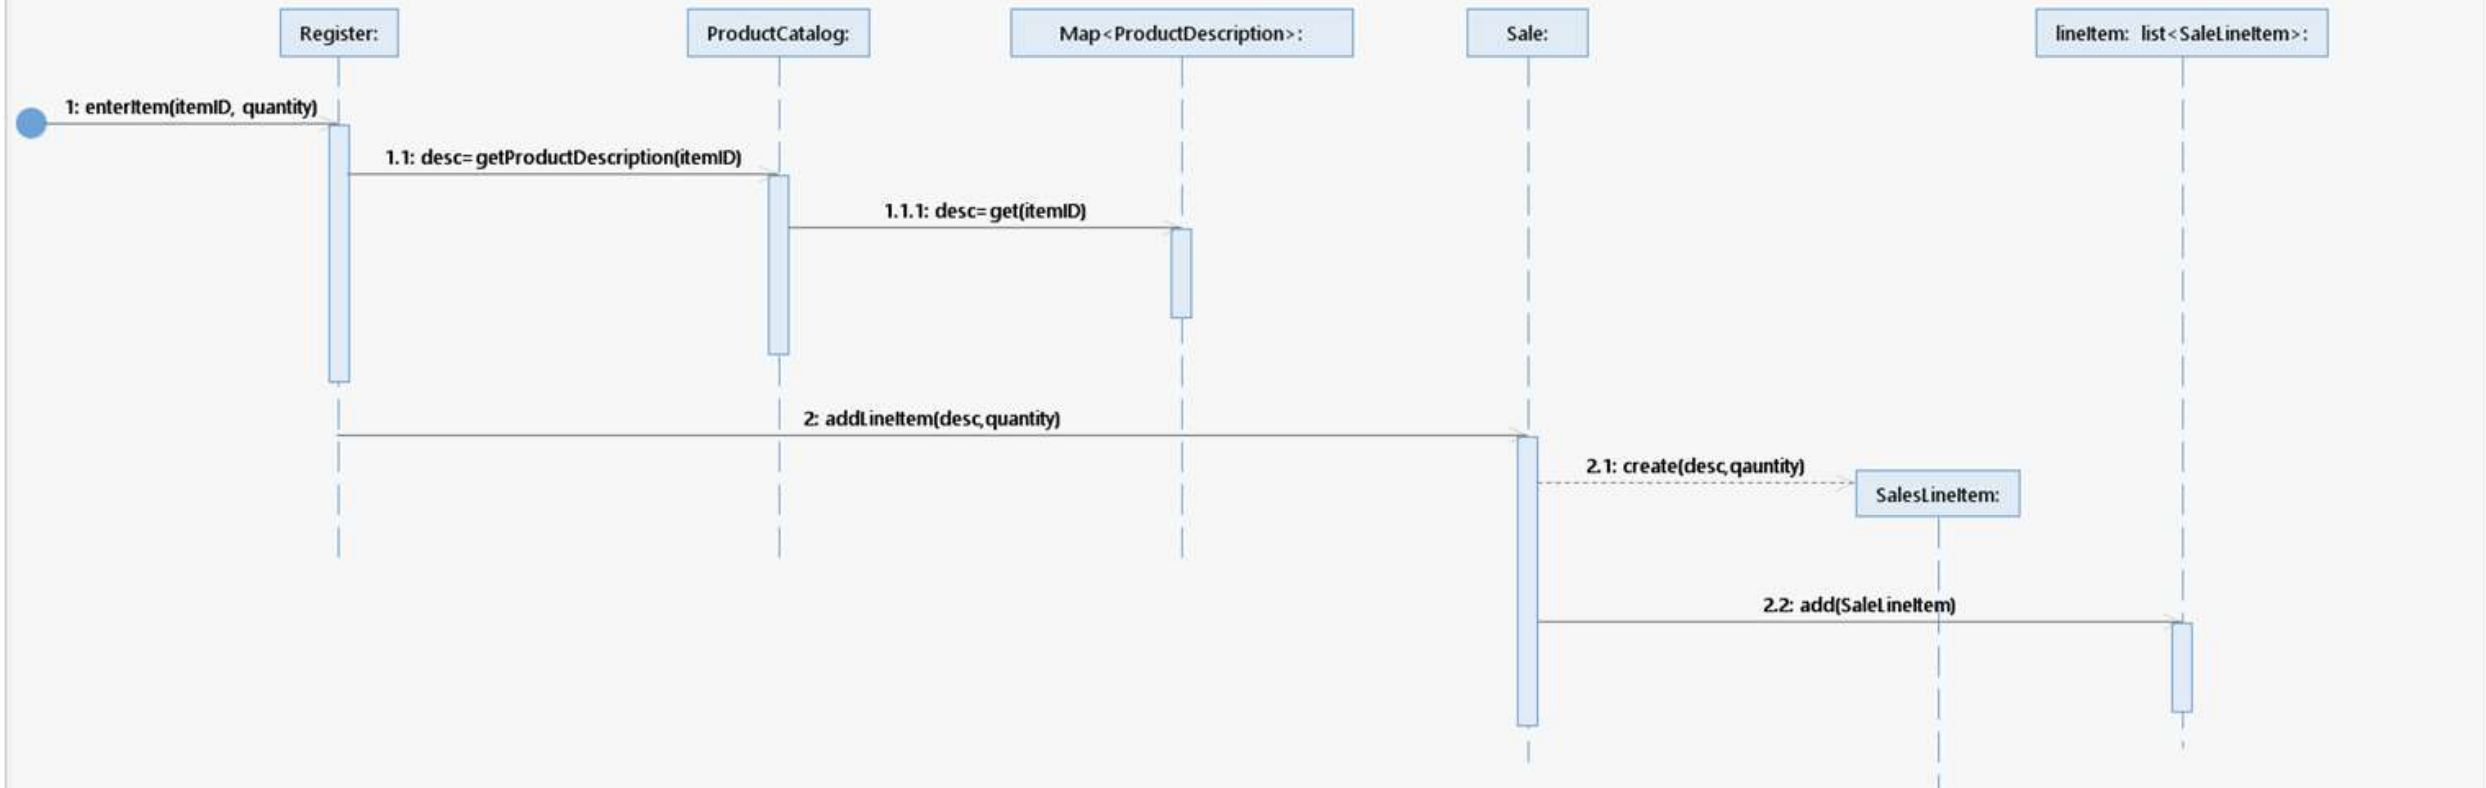 Register:
ProductCatalog:
Map<ProductDescription>:
Sale:
lineItem: list<SaleLineItem>:
1: enterItem(itemID, quantity)
1.1: desc=getProductDescription(itemID)
1.1.1: desc=get(itemID)
2: addLineItem(desc,quantity)
2.1: create(desc,qauntity)
SalesLineItem:
2.2: add(SaleLineItem)